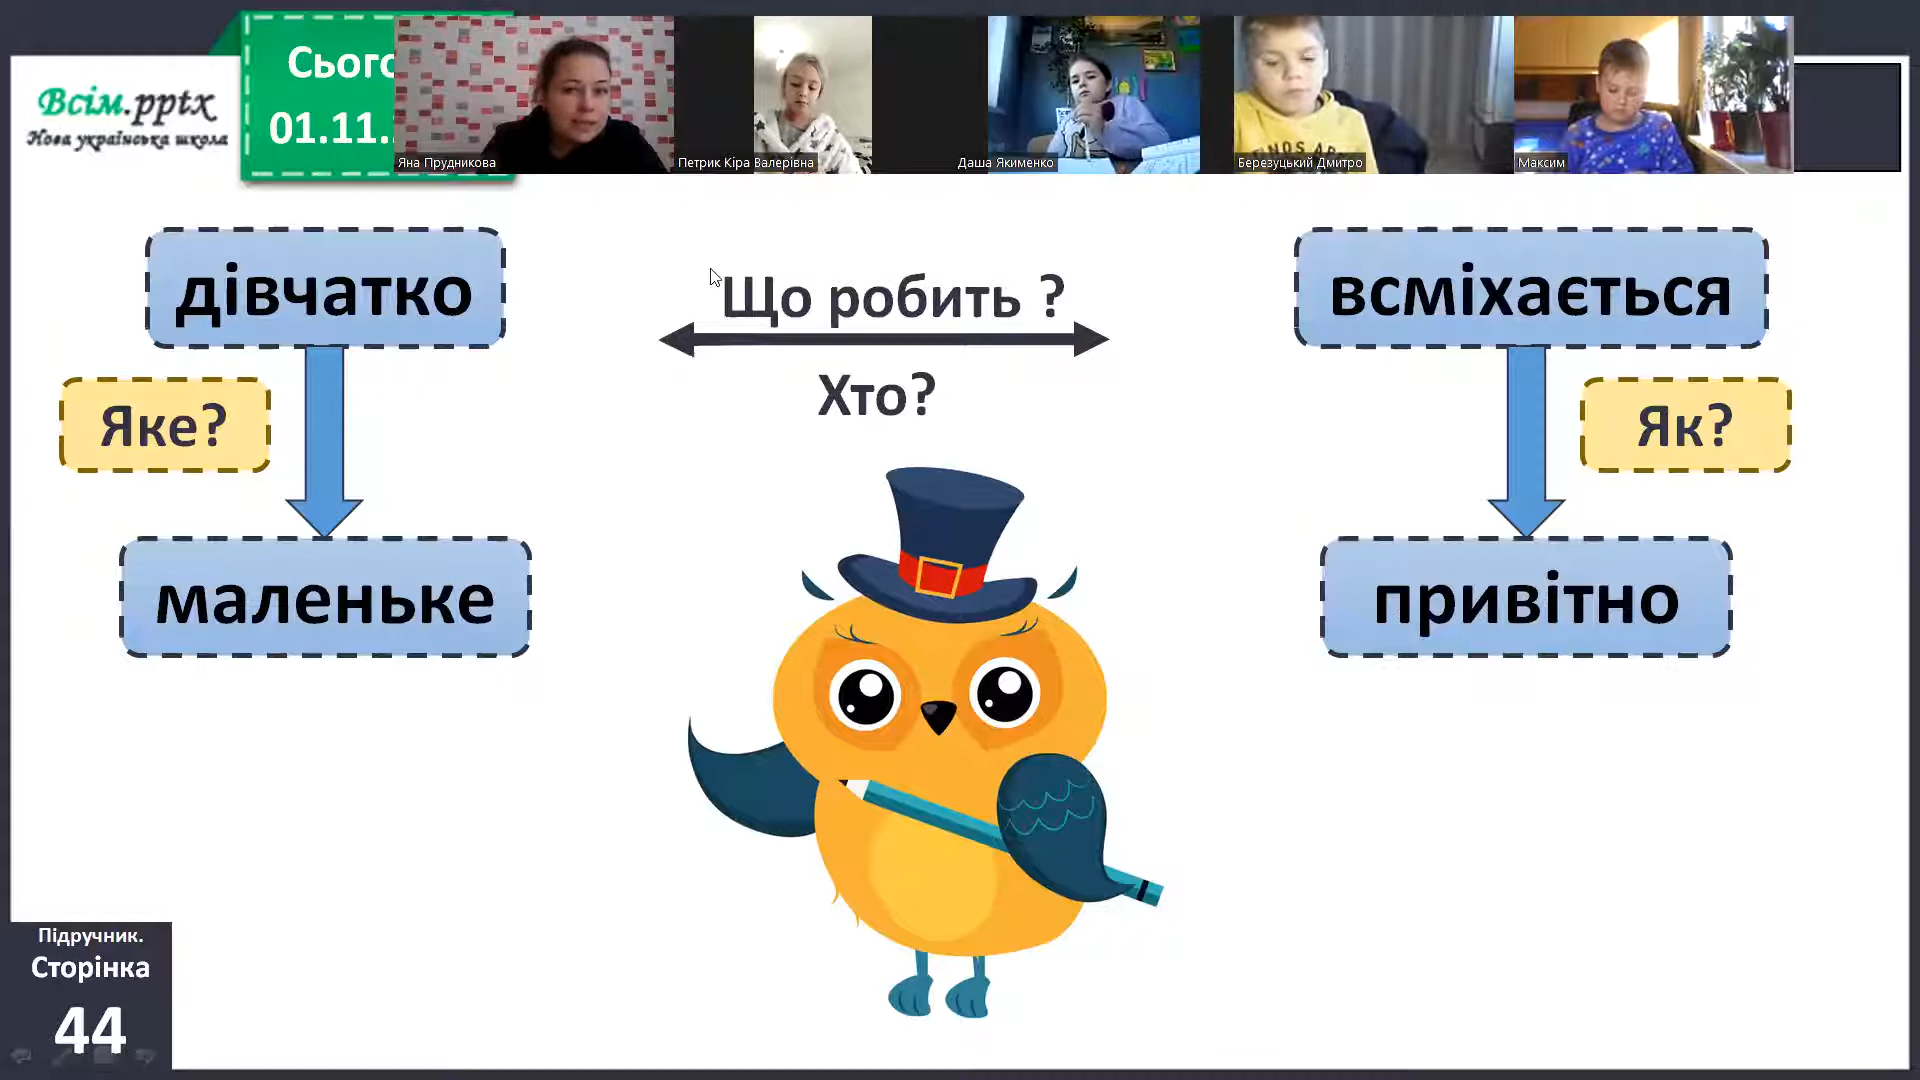 Всім.pptx
Нова українська школа
Сього
01.11.
Яна Прудникова
Петрик Кіра Валерівна
Даша Якименко
Березуцький Дмитро
Максим
дівчатко
Що робить ?
всміхається
Хто?
Яке?
Як?
маленьке
привітно
Підручник.
Сторінка
44